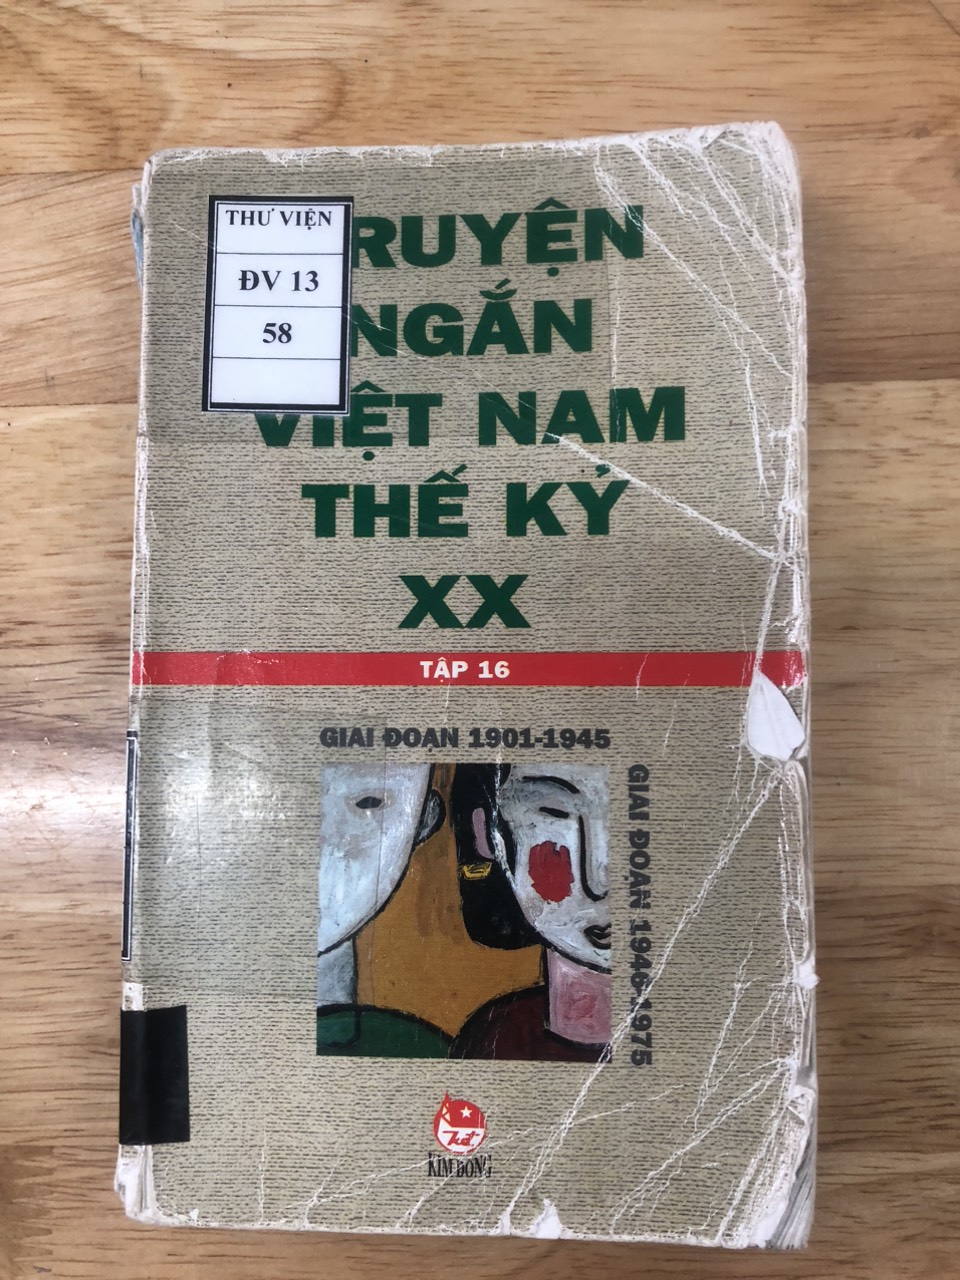 THƯ VIỆN
ĐV 13
58
RUYỆN
NGẮN
VIỆT NAM
THẾ KỶ
XX
TẬP 16
GIAI ĐOẠN 1901-1945
GIAI ĐOẠN 1946-1975
KIM ĐỒNG